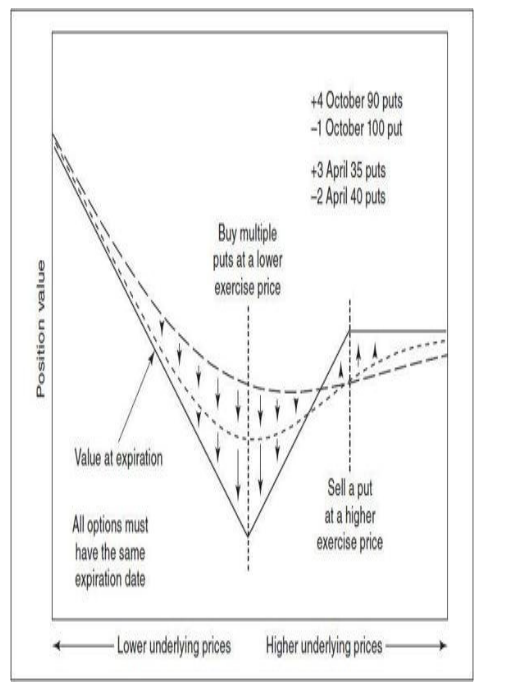 +4 October 90 puts
–1 October 100 put
+3 April 35 puts
–2 April 40 puts
Buy multiple
puts at a lower
exercise price
Position value
Value at expiration
All options must
have the same
expiration date
Sell a put
at a higher
exercise price
Lower underlying prices
Higher underlying prices